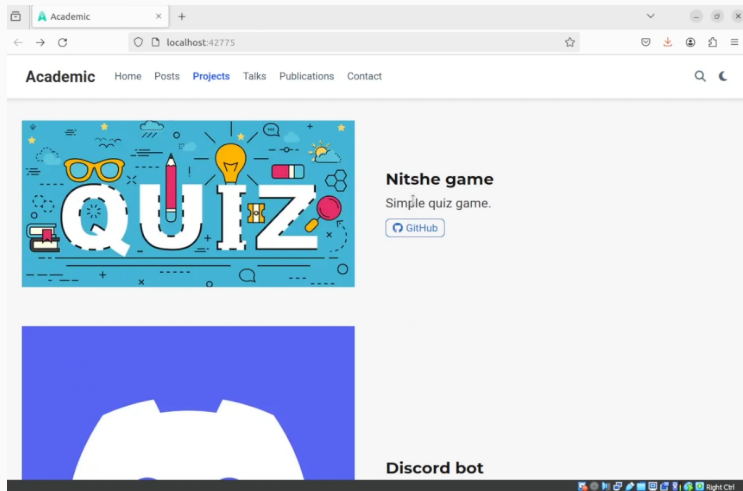 Academic
localhost:42775
Academic Home Posts Projects Talks Publications Contact
QUIZ
Nitshe game
Simple quiz game.
GitHub
Discord bot
Right Ctrl